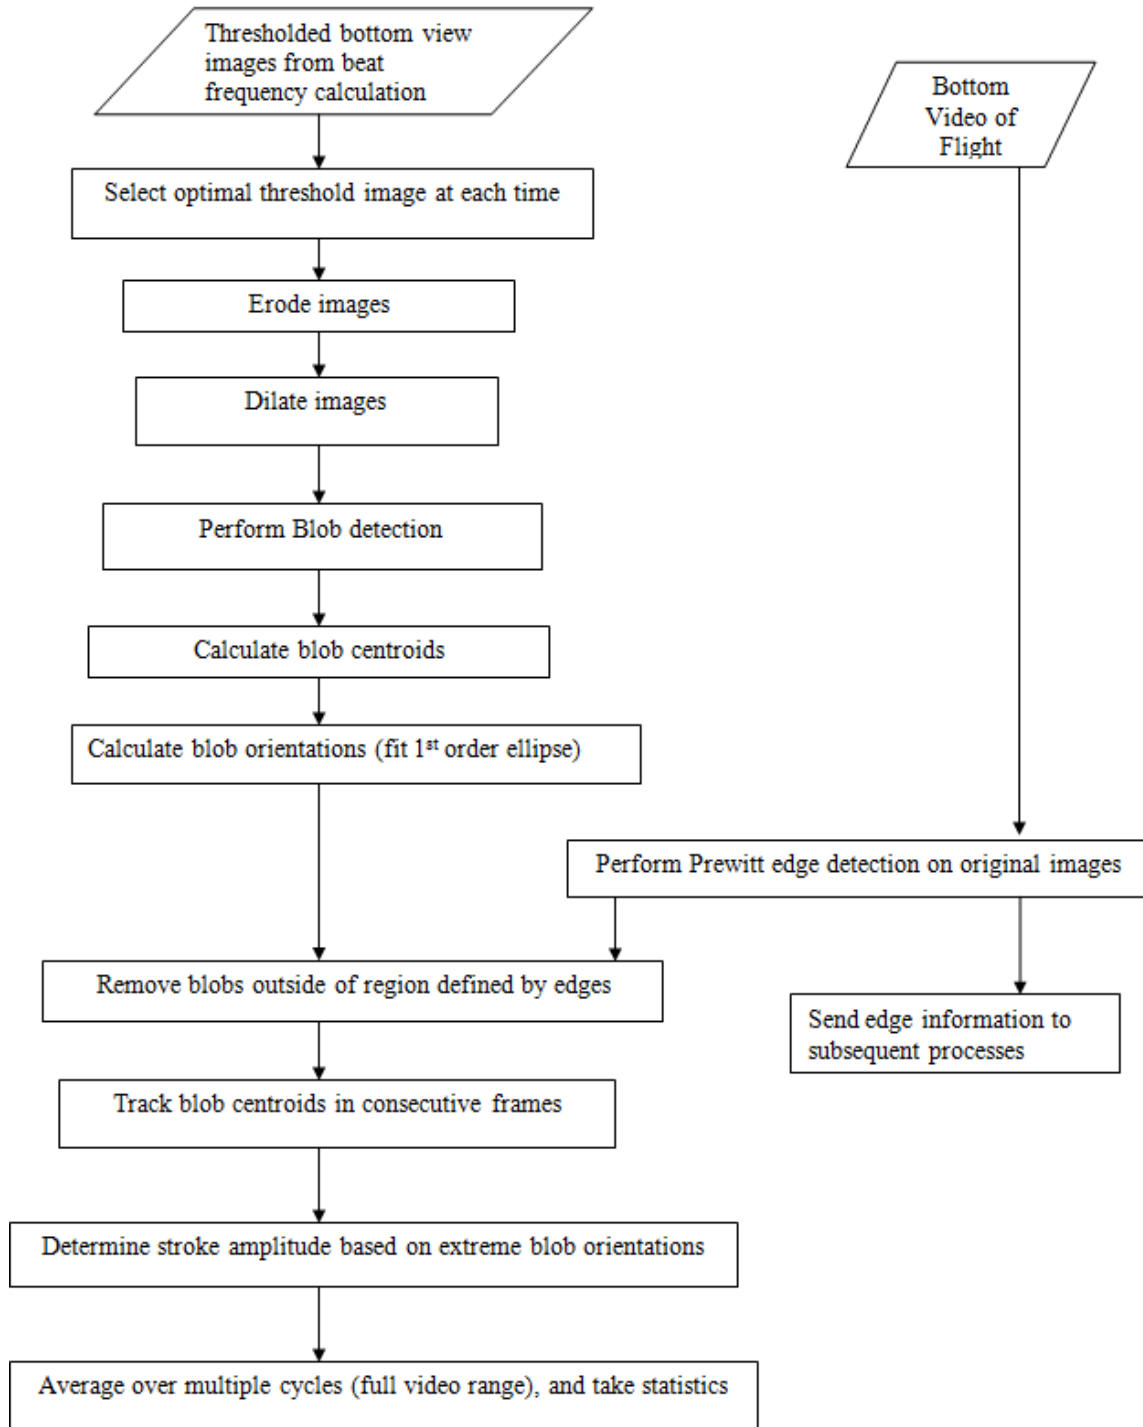 Thresholded bottom view
images from beat
frequency calculation
Bottom
Video of
Flight
Select optimal threshold image at each time
Erode images
Dilate images
Perform Blob detection
Calculate blob centroids
Calculate blob orientations (fit 1st order ellipse)
Perform Prewitt edge detection on original images
Remove blobs outside of region defined by edges
Send edge information to
subsequent processes
Track blob centroids in consecutive frames
Determine stroke amplitude based on extreme blob orientations
Average over multiple cycles (full video range), and take statistics